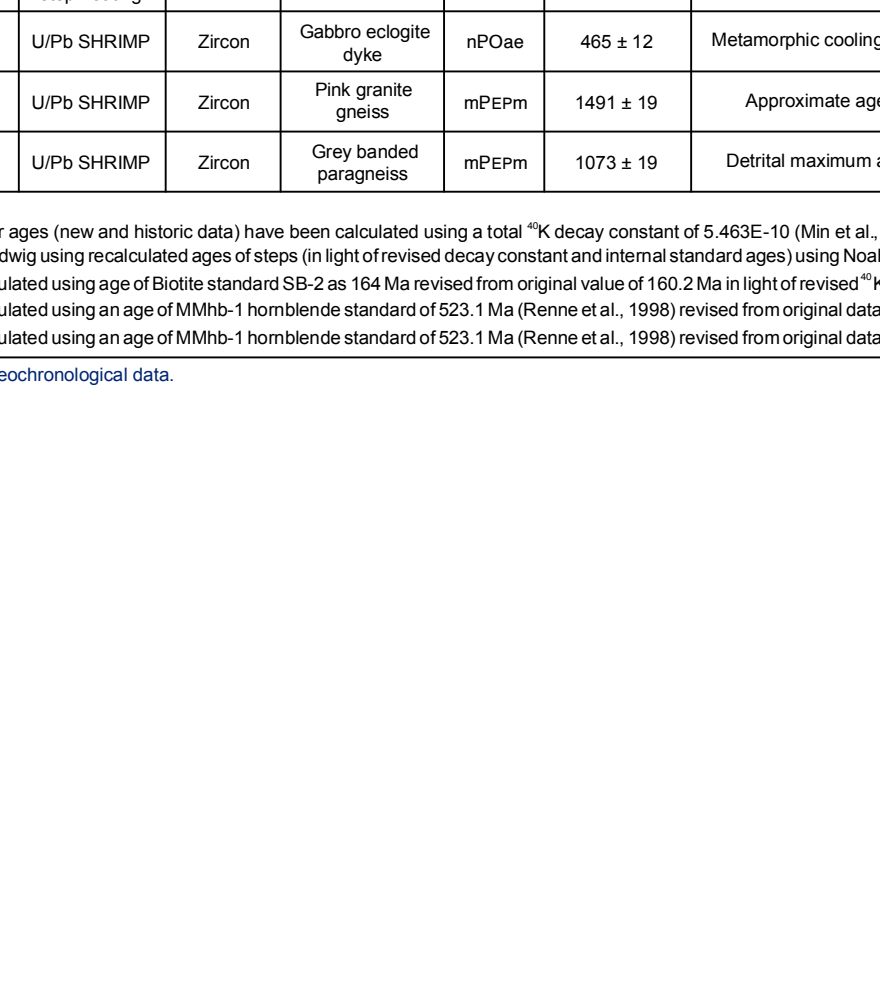 U/Pb SHRIMP Zircon Gabbro eclogite dyke nPOae 465 ± 12 Metamorphic cooling
U/Pb SHRIMP Zircon Pink granite gneiss mPEPm 1491 ± 19 Approximate age
U/Pb SHRIMP Zircon Grey banded paragneiss mPEPm 1073 ± 19 Detrital maximum a
r ages (new and historic data) have been calculated using a total ⁴⁰K decay constant of 5.463E-10 (Min et al.,
dwig using recalculated ages of steps (in light of revised decay constant and internal standard ages) using Noah
ulated using age of Biotite standard SB-2 as 164 Ma revised from original value of 160.2 Ma in light of revised ⁴⁰K
ulated using an age of MMhb-1 hornblende standard of 523.1 Ma (Renne et al., 1998) revised from original data
ulated using an age of MMhb-1 hornblende standard of 523.1 Ma (Renne et al., 1998) revised from original data
eochronological data.